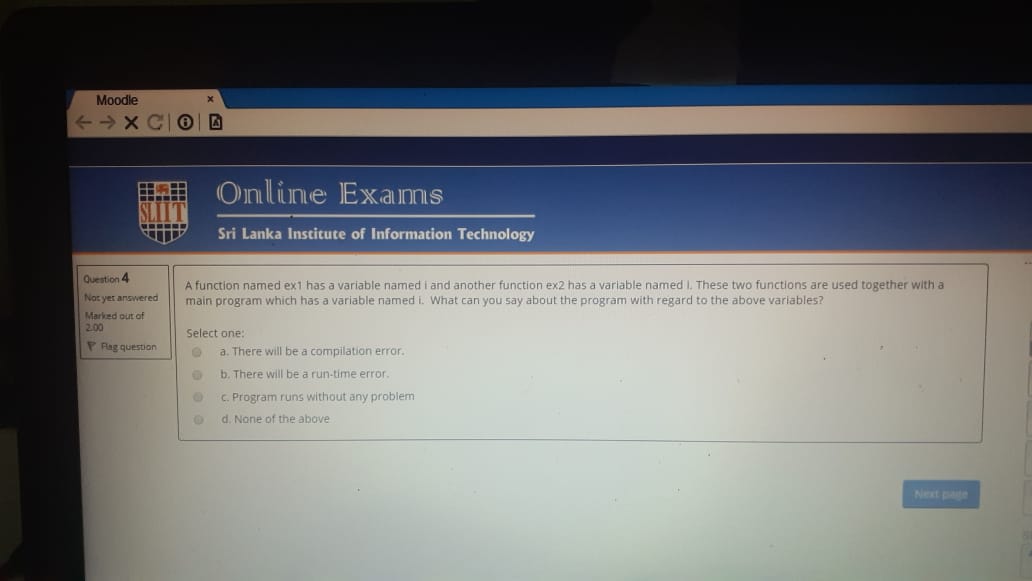 Moodle
Online Exams
SLIIT
Sri Lanka Institute of Information Technology
Question 4
Not yet answered
Marked out of
2.00
Flag question
A function named ex1 has a variable named i and another function ex2 has a variable named i. These two functions are used together with a
main program which has a variable named i. What can you say about the program with regard to the above variables?
Select one:
a. There will be a compilation error.
b. There will be a run-time error.
c. Program runs without any problem
d. None of the above
Next page